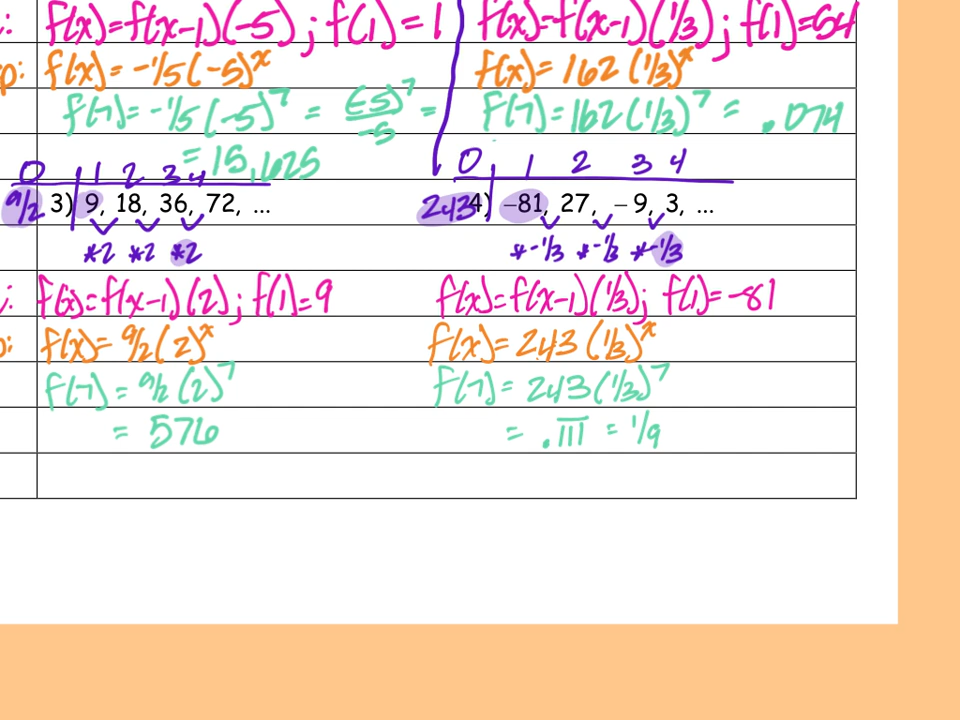 : f(x)=f(x-1)(-5); f(1)=1 f(x)=f(x-1)(1/3); f(1)=54
p: f(x)=-1/5(-5)^x f(x)=162(1/3)^x
f(7)=-1/5(-5)^7 = (-5)^7/-5 = f(7)=162(1/3)^7 = .074
=15,625
0 1 2 3 4 0 1 2 3 4
9/2 3) 9, 18, 36, 72, ... 243 4) -81, 27, -9, 3, ...
*2 *2 *2 *-1/3 *-1/3 *-1/3
: f(x)=f(x-1)(2); f(1)=9 f(x)=f(x-1)(1/3); f(1)=-81
p: f(x)=9/2(2)^x f(x)=243(1/3)^x
f(7)=9/2(2)^7 f(7)=243(1/3)^7
= 576 = .111 = 1/9